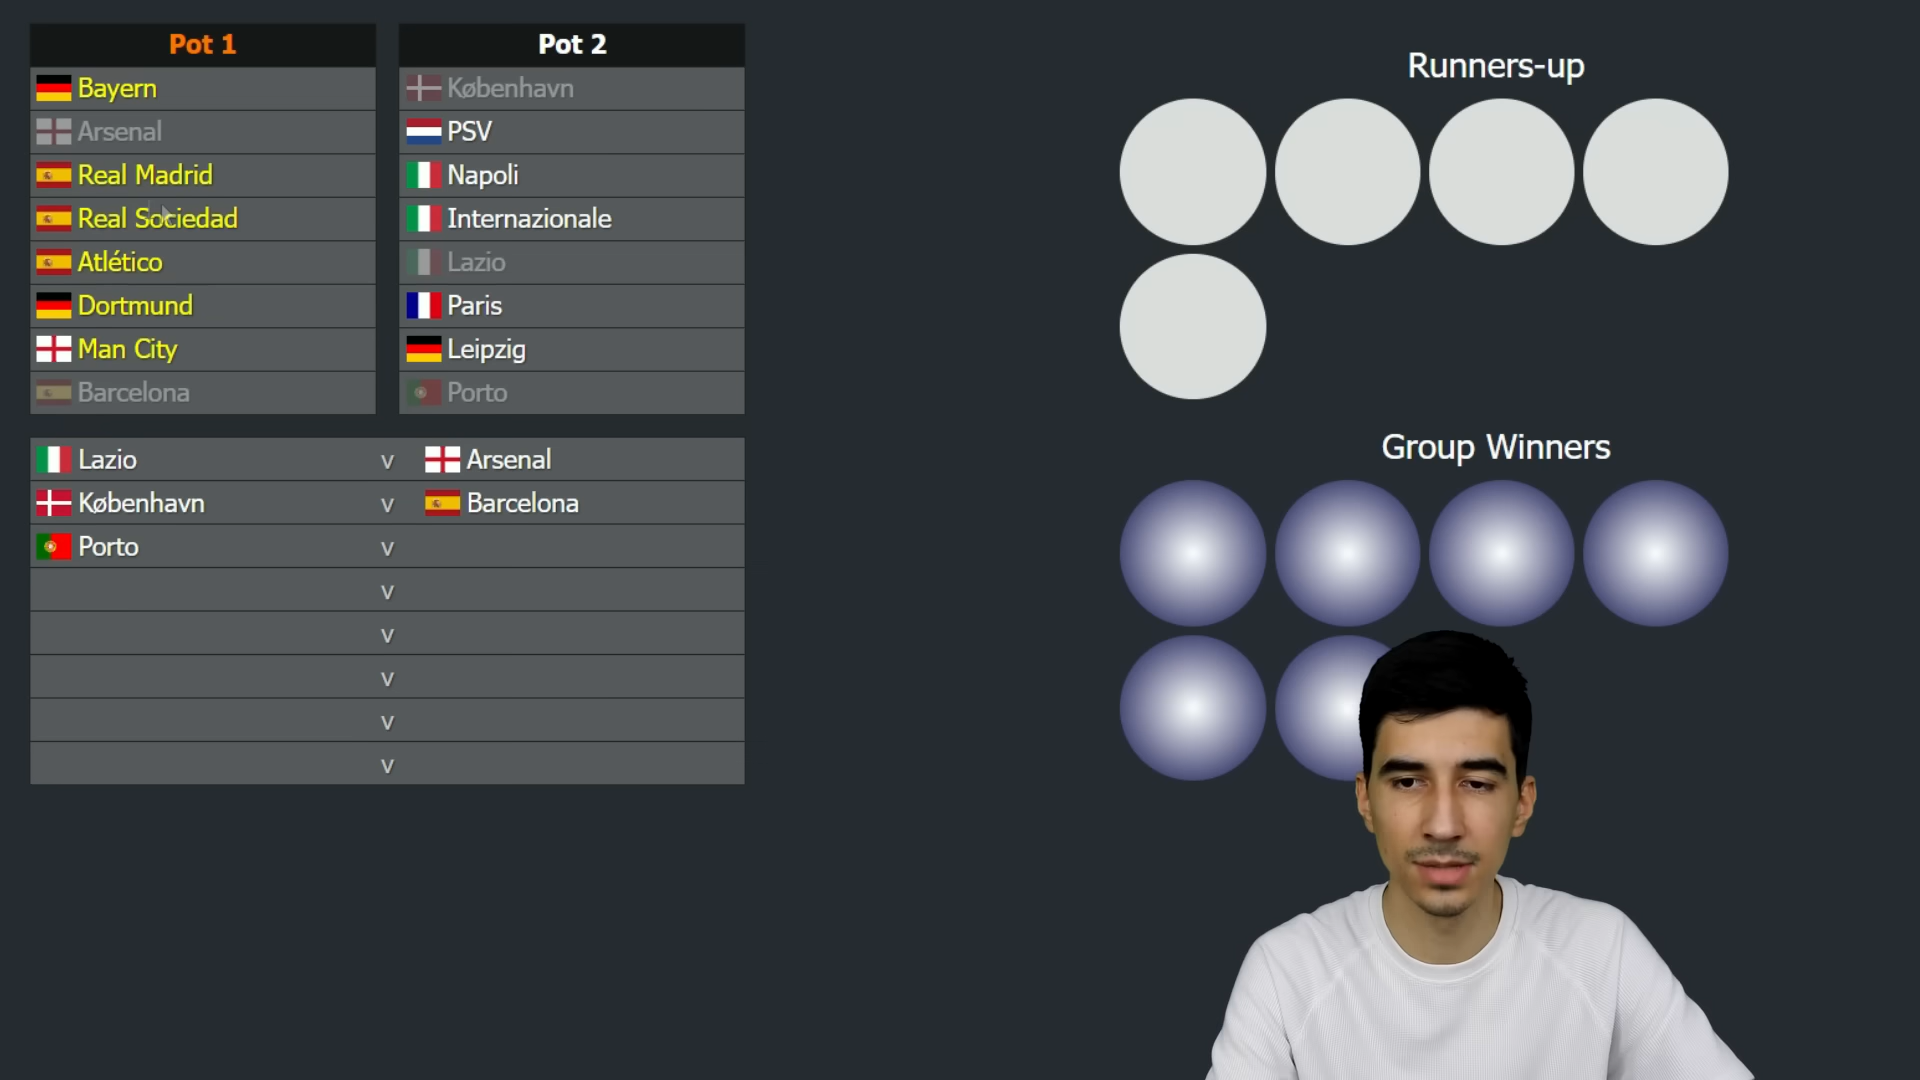 Pot 1
Bayern
Arsenal
Real Madrid
Real Sociedad
Atlético
Dortmund
Man City
Barcelona
Pot 2
København
PSV
Napoli
Internazionale
Lazio
Paris
Leipzig
Porto
Lazio v Arsenal
København v Barcelona
Porto v
v
v
v
v
v
Runners-up
Group Winners